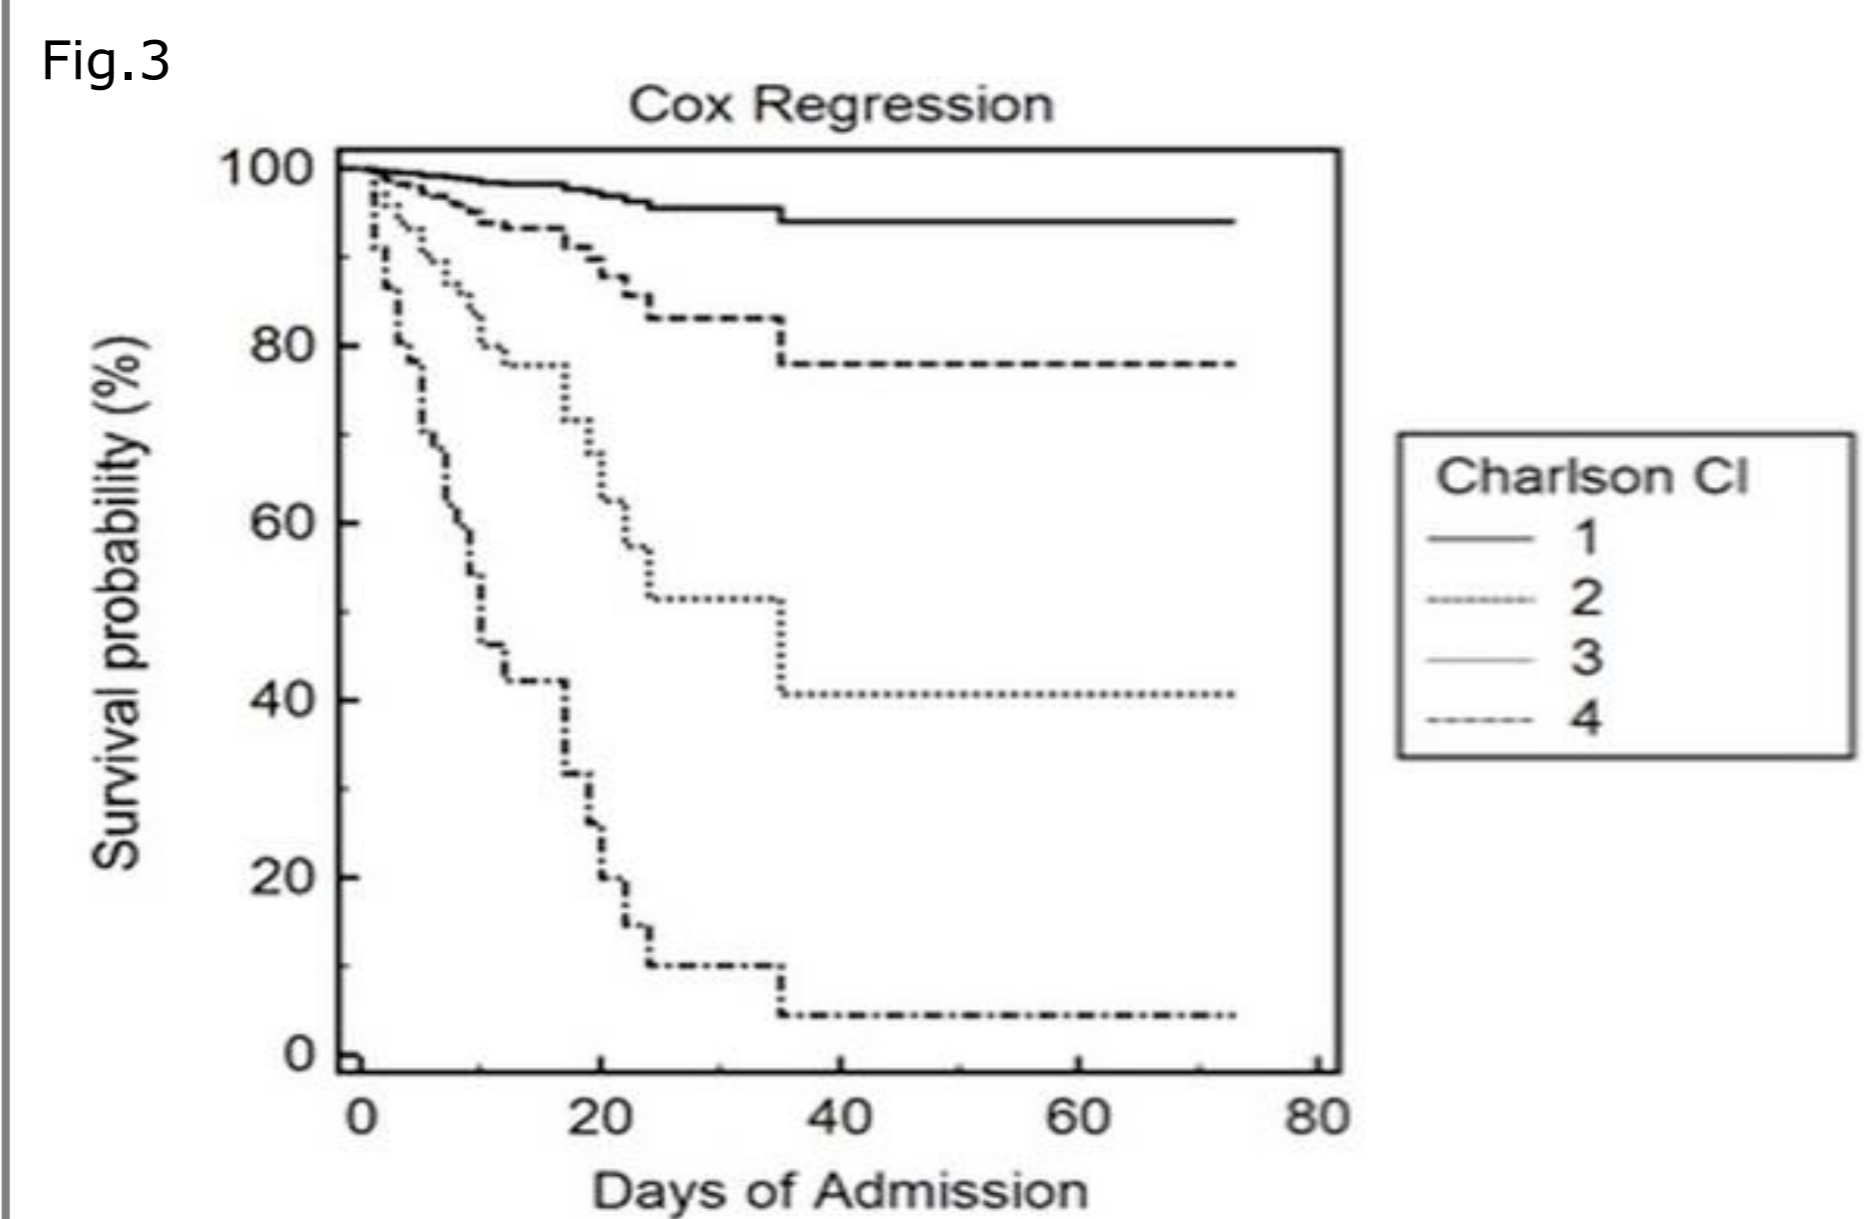 Fig.3
Cox Regression
100
80
60
40
20
0
Survival probability (%)
0 20 40 60 80
Days of Admission
Charlson CI
1
2
3
4